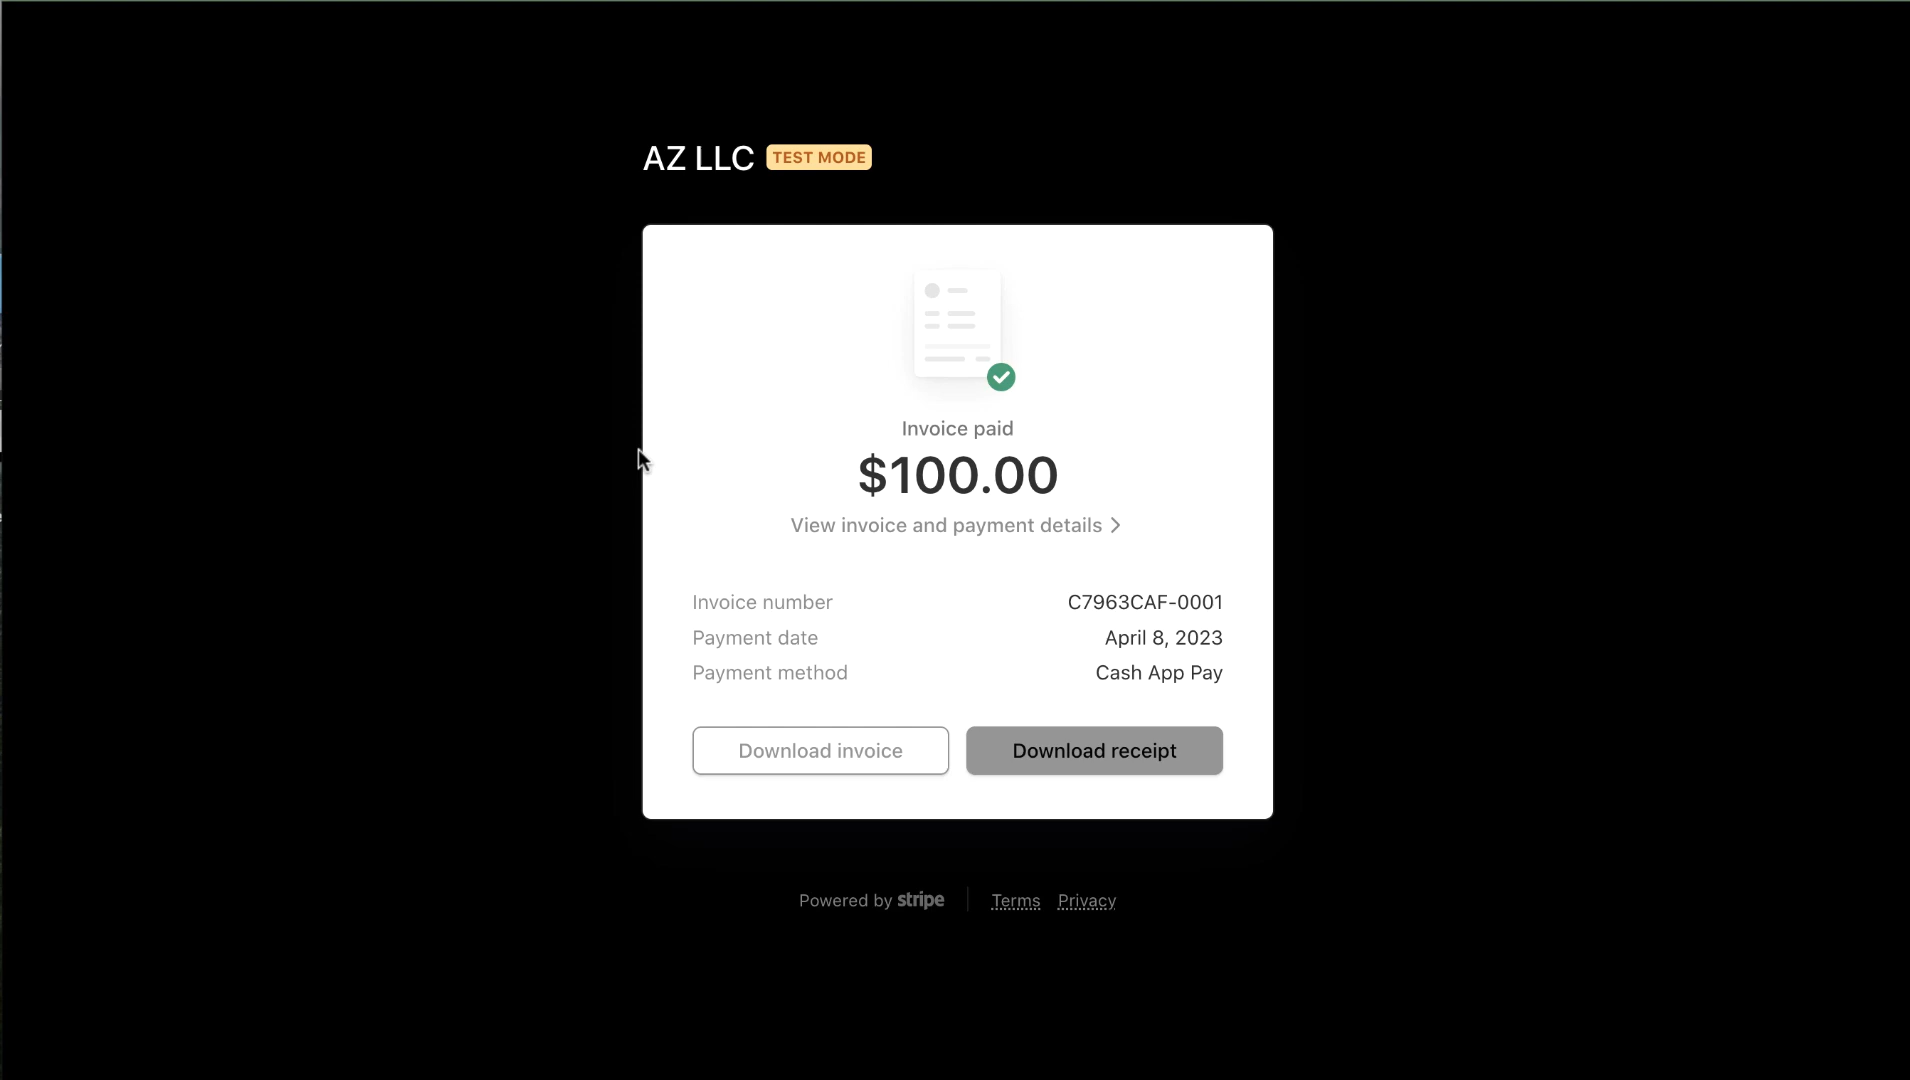 AZ LLC TEST MODE
Invoice paid
$100.00
View invoice and payment details
Invoice number C7963CAF-0001
Payment date April 8, 2023
Payment method Cash App Pay
Download invoice Download receipt
Powered by stripe Terms Privacy